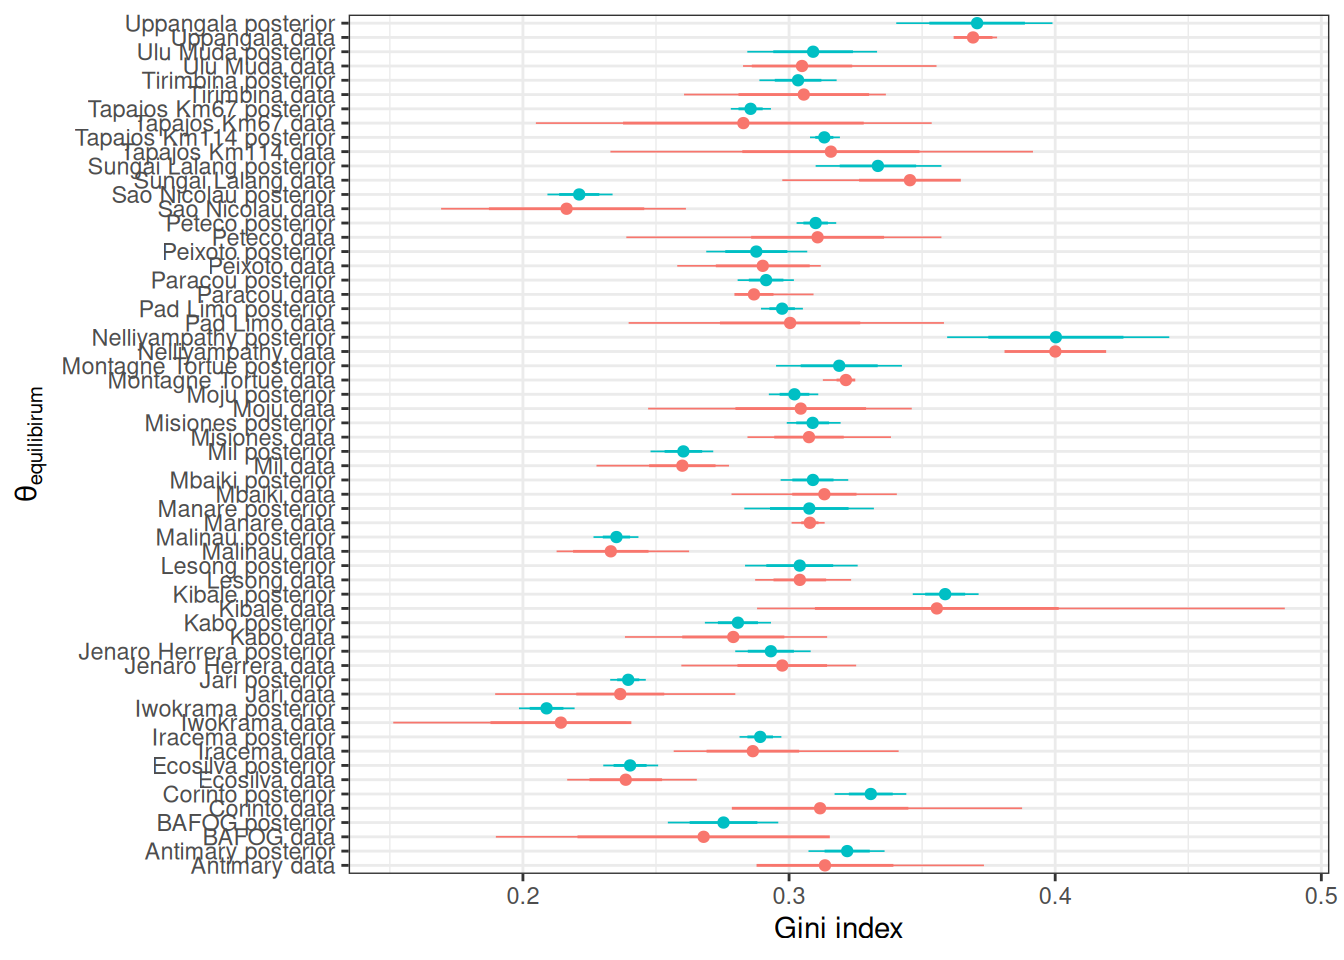 Uppangala posterior
Uppangala data
Ulu Muda posterior
Ulu Muda data
Tirimbina posterior
Tirimbina data
Tapajos Km67 posterior
Tapajos Km67 data
Tapajos Km114 posterior
Tapajos Km114 data
Sungai Lalang posterior
Sungai Lalang data
Sao Nicolau posterior
Sao Nicolau data
Peteco posterior
Peteco data
Peixoto posterior
Peixoto data
Paracou posterior
Paracou data
Pad Limo posterior
Pad Limo data
Nelliyampathy posterior
Nelliyampathy data
Montagne Tortue posterior
Montagne Tortue data
Moju posterior
Moju data
Misiones posterior
Misiones data
Mil posterior
Mil data
Mbaiki posterior
Mbaiki data
Manare posterior
Manare data
Malinau posterior
Malinau data
Lesong posterior
Lesong data
Kibale posterior
Kibale data
Kabo posterior
Kabo data
Jenaro Herrera posterior
Jenaro Herrera data
Jari posterior
Jari data
Iwokrama posterior
Iwokrama data
Iracema posterior
Iracema data
Ecosilva posterior
Ecosilva data
Corinto posterior
Corinto data
BAFOG posterior
BAFOG data
Antimary posterior
Antimary data
θequilibirum
0.2 0.3 0.4 0.5
Gini index